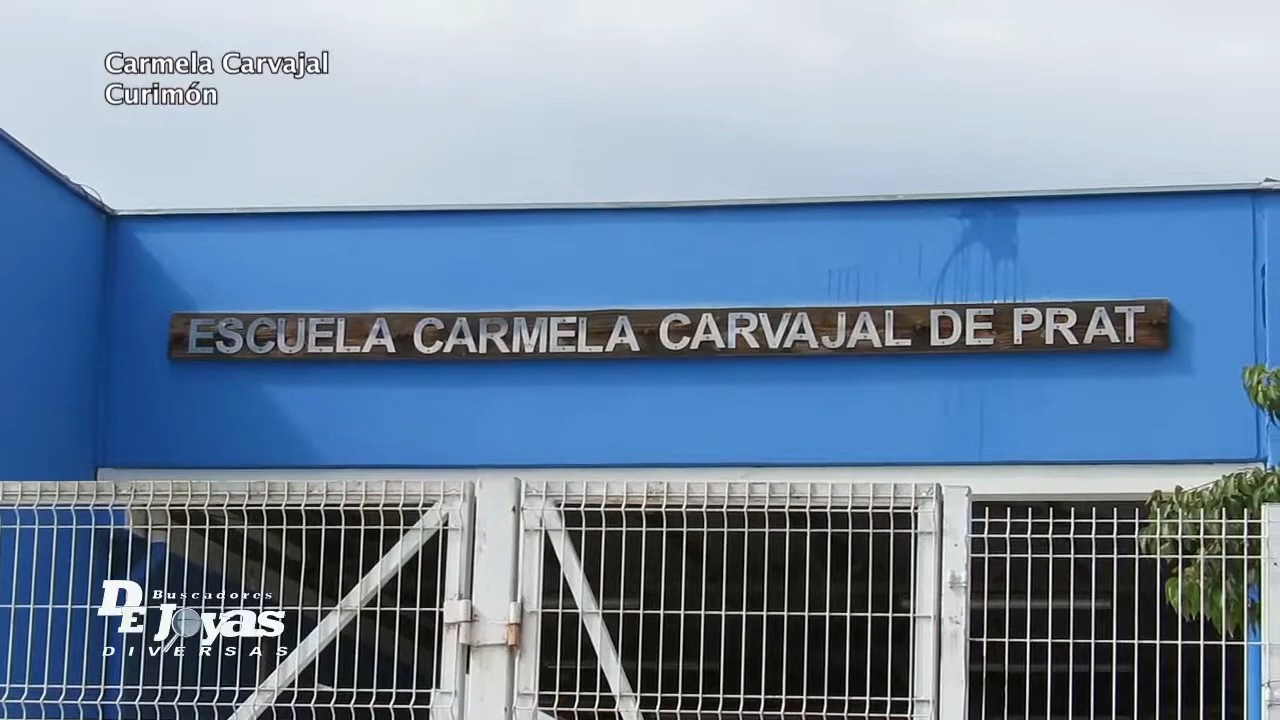 Carmela Carvajal
Curimón
ESCUELA CARMELA CARVAJAL DE PRAT
Buscadores
DE Joyas
DIVERSAS